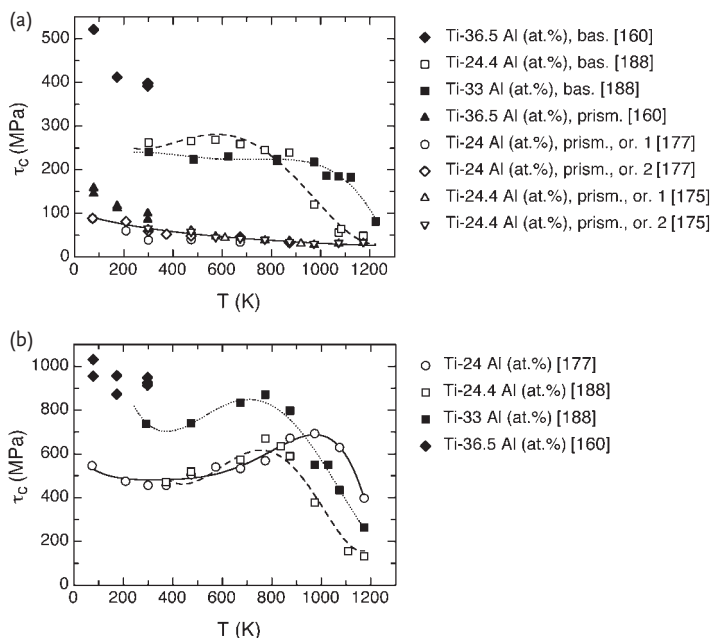 (a)
500
400
300
200
100
0
τC (MPa)
0 200 400 600 800 1000 1200
T (K)
Ti-36.5 Al (at.%), bas. [160]
Ti-24.4 Al (at.%), bas. [188]
Ti-33 Al (at.%), bas. [188]
Ti-36.5 Al (at.%), prism. [160]
Ti-24 Al (at.%), prism., or. 1 [177]
Ti-24 Al (at.%), prism., or. 2 [177]
Ti-24.4 Al (at.%), prism., or. 1 [175]
Ti-24.4 Al (at.%), prism., or. 2 [175]
(b)
1000
800
600
400
200
0
τC (MPa)
0 200 400 600 800 1000 1200
T (K)
Ti-24 Al (at.%) [177]
Ti-24.4 Al (at.%) [188]
Ti-33 Al (at.%) [188]
Ti-36.5 Al (at.%) [160]